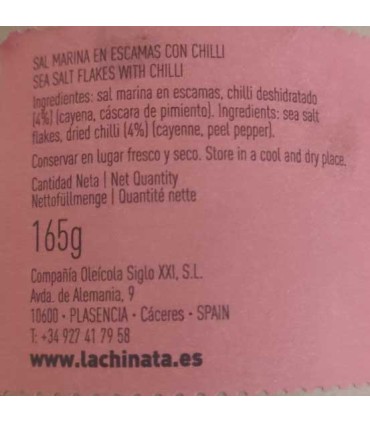 SAL MARINA EN ESCAMAS CON CHILLI
SEA SALT FLAKES WITH CHILLI
Ingredientes: sal marina en escamas, chilli deshidratado
(4%) (cayena, cáscara de pimiento). Ingredients: sea salt
flakes, dried chilli (4%) (cayenne, peel pepper).
Conservar en lugar fresco y seco. Store in a cool and dry place.
Cantidad Neta | Net Quantity
Nettofüllmenge | Quantité nette
165g
Compañía Oleícola Siglo XXI, S.L.
Avda. de Alemania, 9
10600 · PLASENCIA · Cáceres · SPAIN
T: +34 927 41 79 58
www.lachinata.es